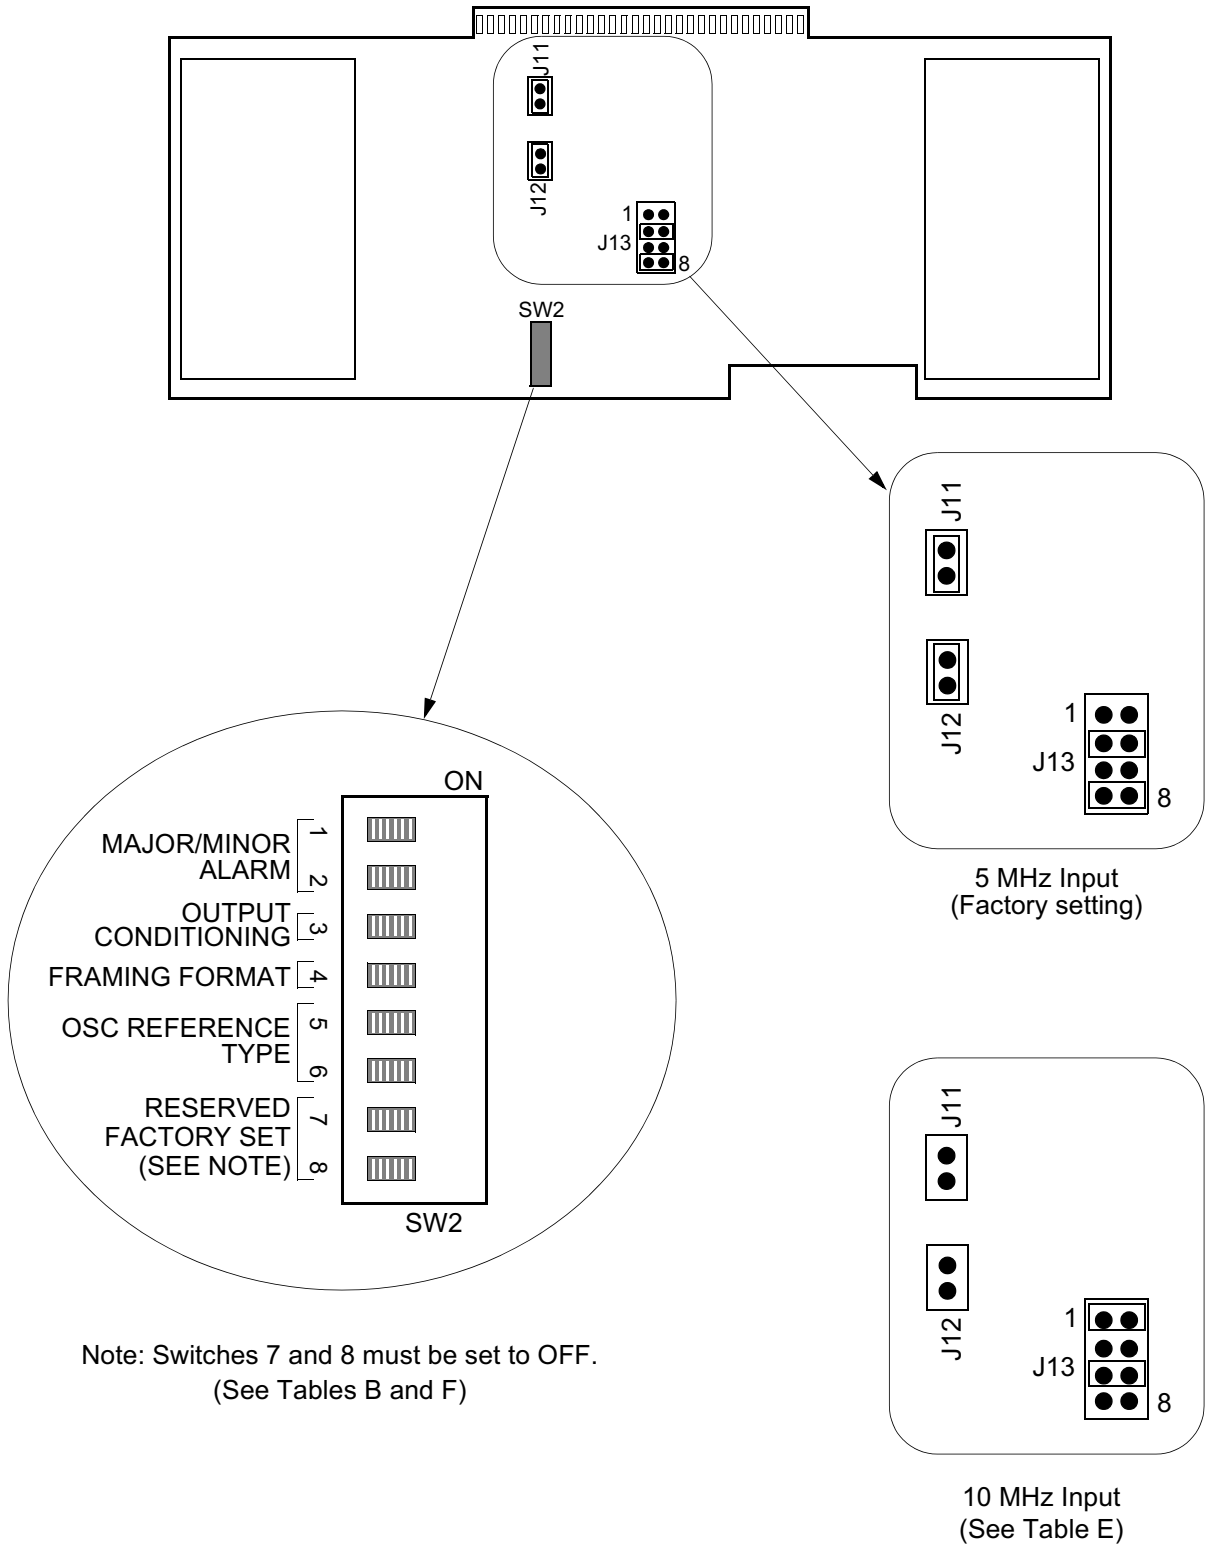 J11
J12
1
J13
8
SW2
J11
J12
1
J13
8
5 MHz Input
(Factory setting)
ON
MAJOR/MINOR
ALARM
1
2
OUTPUT
CONDITIONING
3
FRAMING FORMAT
4
OSC REFERENCE
TYPE
5
6
RESERVED
FACTORY SET
(SEE NOTE)
7
8
SW2
Note: Switches 7 and 8 must be set to OFF.
(See Tables B and F)
J11
J12
1
J13
8
10 MHz Input
(See Table E)